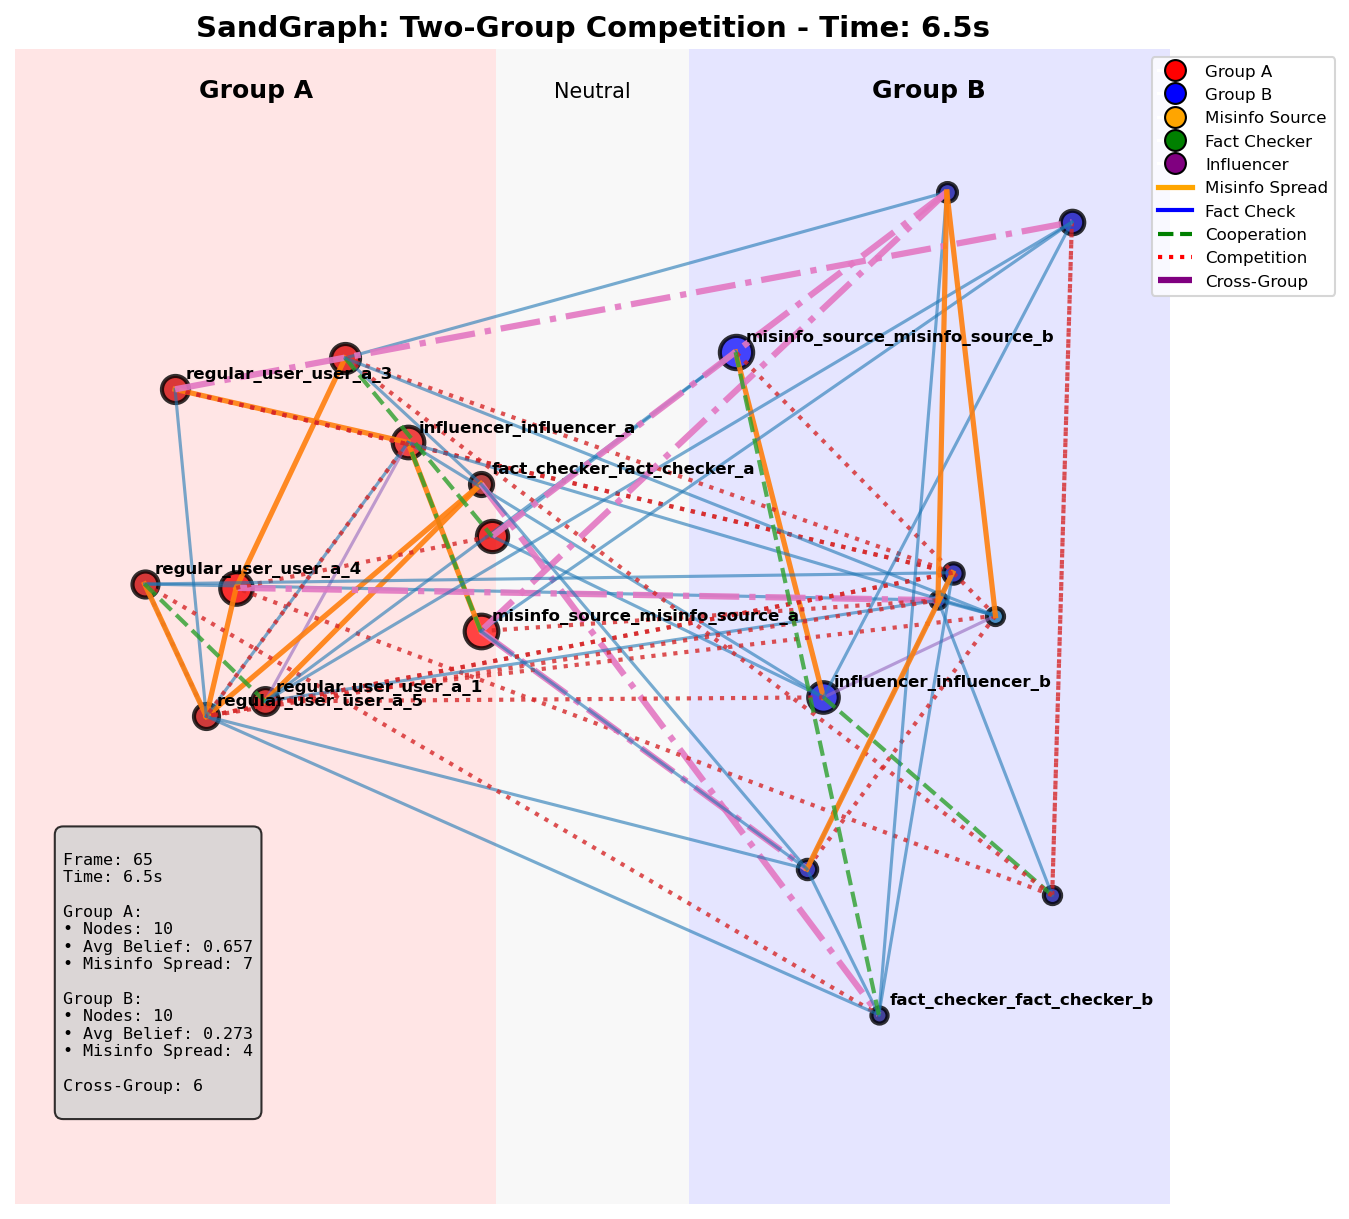 SandGraph: Two-Group Competition - Time: 6.5s
Group A
Neutral
Group B
Group A
Group B
Misinfo Source
Fact Checker
Influencer
Misinfo Spread
Fact Check
Cooperation
Competition
Cross-Group
misinfo_source_misinfo_source_b
regular_user_user_a_3
influencer_influencer_a
fact_checker_fact_checker_a
regular_user_user_a_4
misinfo_source_misinfo_source_a
influencer_influencer_b
regular_user_user_a_1
regular_user_user_a_5
fact_checker_fact_checker_b
Frame: 65
Time: 6.5s
Group A:
• Nodes: 10
• Avg Belief: 0.657
• Misinfo Spread: 7
Group B:
• Nodes: 10
• Avg Belief: 0.273
• Misinfo Spread: 4
Cross-Group: 6